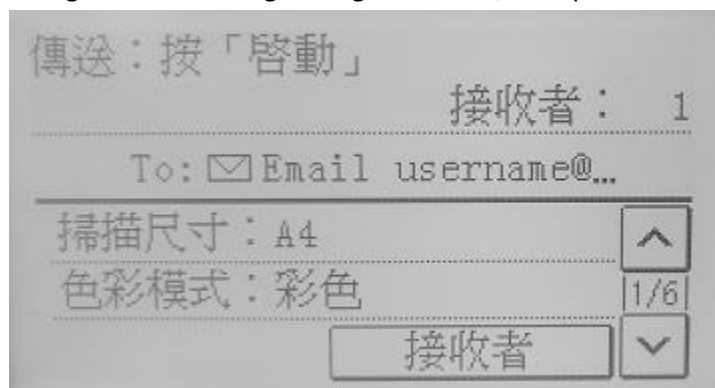 傳送：按「啓動」
接收者： 1
To: Email username@…
掃描尺寸：A4
色彩模式：彩色
1/6
接收者